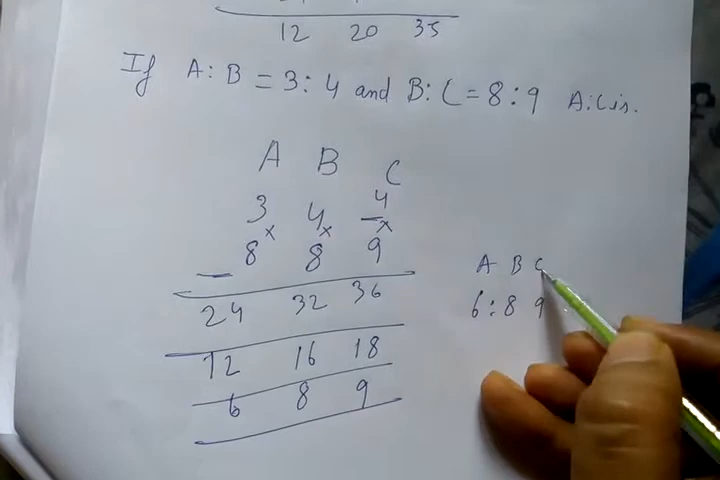 12 20 35
If A:B = 3:4 and B:C = 8:9 A:C is.
A B C
3 4 4
× × ×
8 8 9
24 32 36
12 16 18
6 8 9
A B C
6:8 9